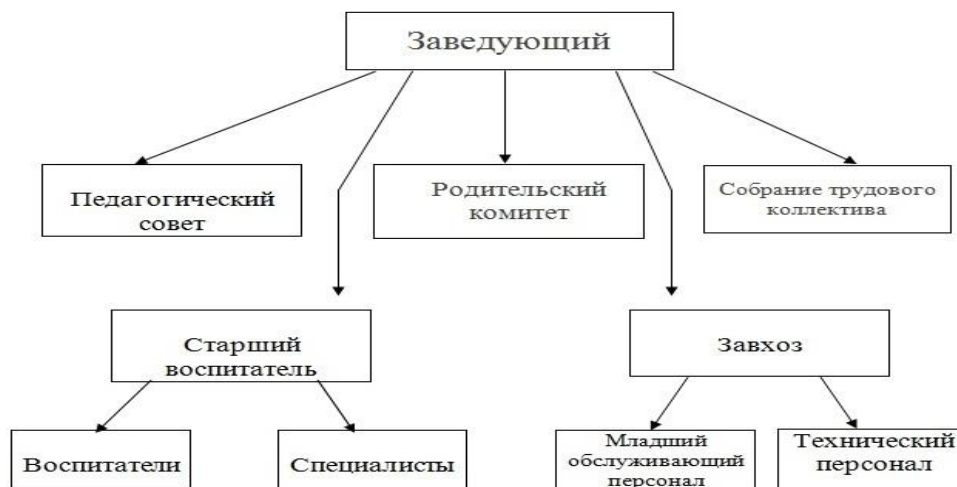 Заведующий
Педагогический
совет
Родительский
комитет
Собрание трудового
коллектива
Старший
воспитатель
Завхоз
Воспитатели
Специалисты
Младший
обслуживающий
персонал
Технический
персонал